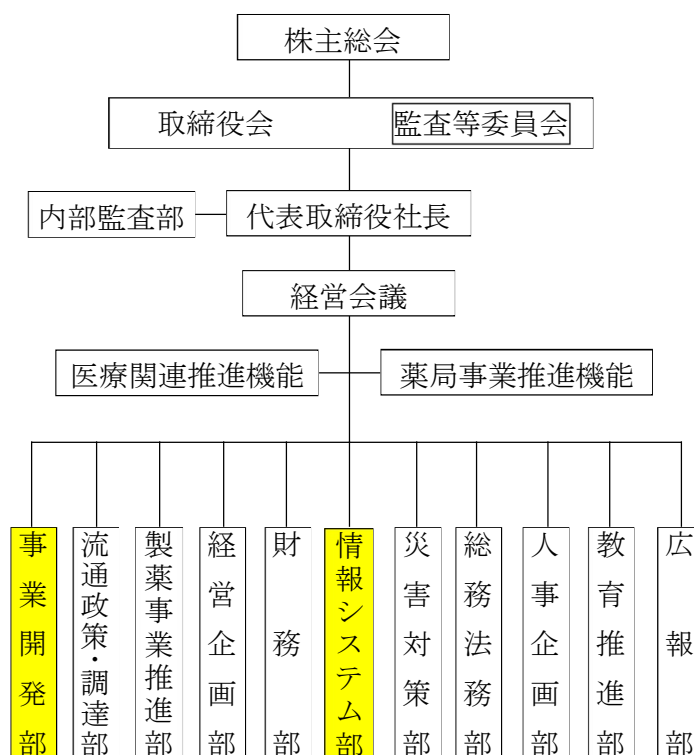 株主総会
取締役会
監査等委員会
内部監査部
代表取締役社長
経営会議
医療関連推進機能
薬局事業推進機能
事業開発部
流通政策・調達部
製薬事業推進部
経営企画部
財務部
情報システム部
災害対策部
総務法務部
人事企画部
教育推進部
広報部